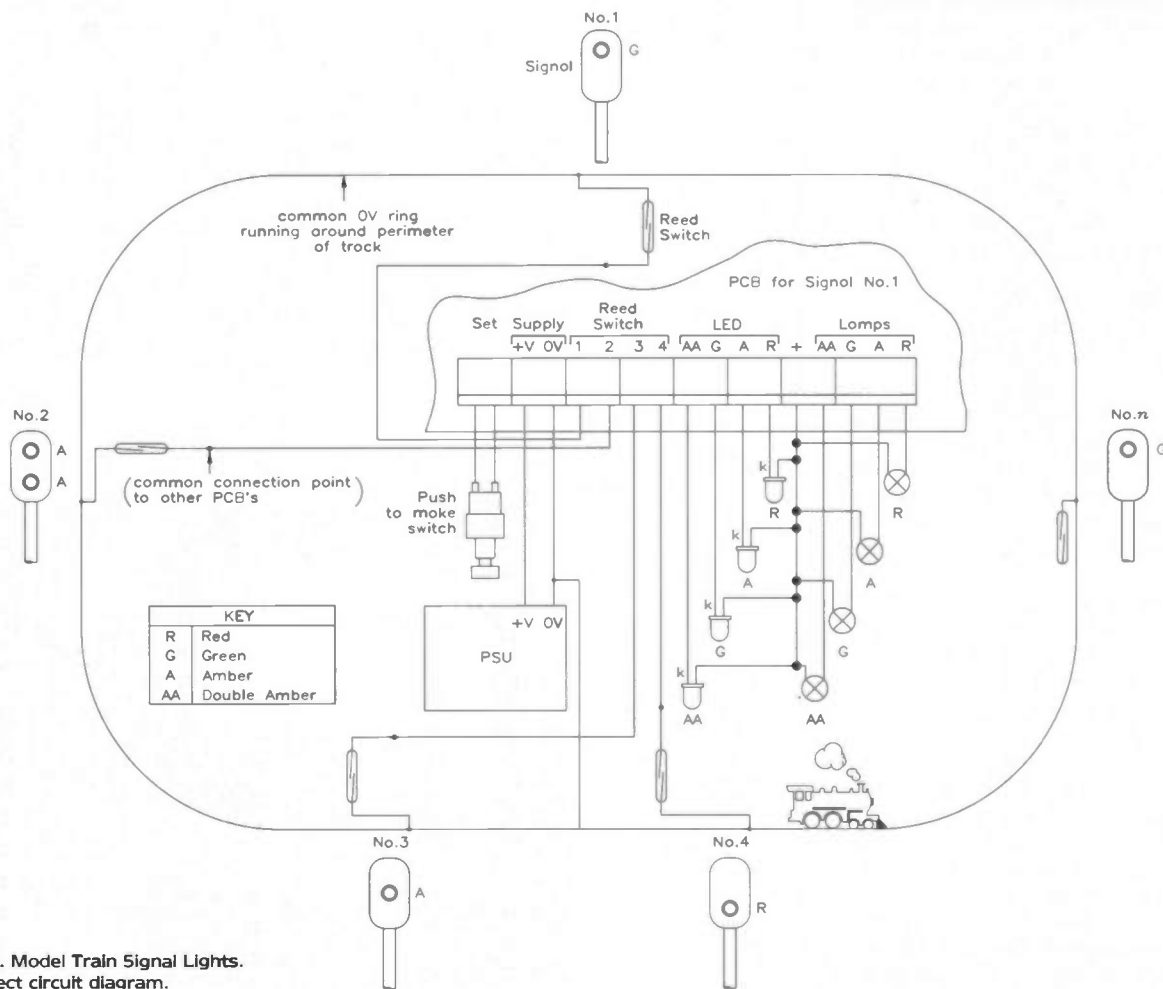 No.1
G
Signol
common 0V ring
running around perimeter
of trock
Reed
Switch
PCB for Signol No.1
Set
Supply
+V 0V
Reed
Switch
1 2 3 4
LED
AA G A R
+
Lomps
AA G A R
No.2
A
A
(common connection point
to other PCB's)
Push
to moke
switch
k
R
R
k
A
A
k
G
G
k
AA
AA
No.n
G
KEY
R Red
G Green
A Amber
AA Double Amber
+V 0V
PSU
No.3
A
No.4
R
. Model Train Signal Lights.
ect circuit diagram.